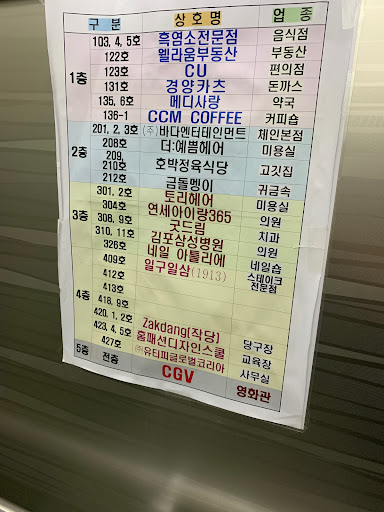 구 분 상 호 명 업 종
1층
103, 4, 5호 흑염소전문점 음식점
122호 웰라움부동산 부동산
123호 CU 편의점
131호 경양카츠 돈까스
135, 6호 메디사랑 약국
136-1 CCM COFFEE 커피숍
2층
201, 2, 3호 (주)바다엔터테인먼트 체인본점
208호 더:예쁨헤어 미용실
209, 210호 호박정육식당 고깃집
212호 금돌멩이 귀금속
3층
301, 2호 토리헤어 미용실
304호 연세아이랑365 의원
308, 9호 굿드림 치과
310, 11호 김포삼성병원 의원
326호 네일 아뜰리에 네일숍
4층
409호 일구일삼(1913) 스테이크 전문점
412호
413호
418, 9호
420, 1, 2호 Zakdang[작당] 당구장
423, 4, 5호 홈패션디자인스쿨 교육장
427호 ㈜유티피글로벌코리아 사무실
5층 전층 CGV 영화관